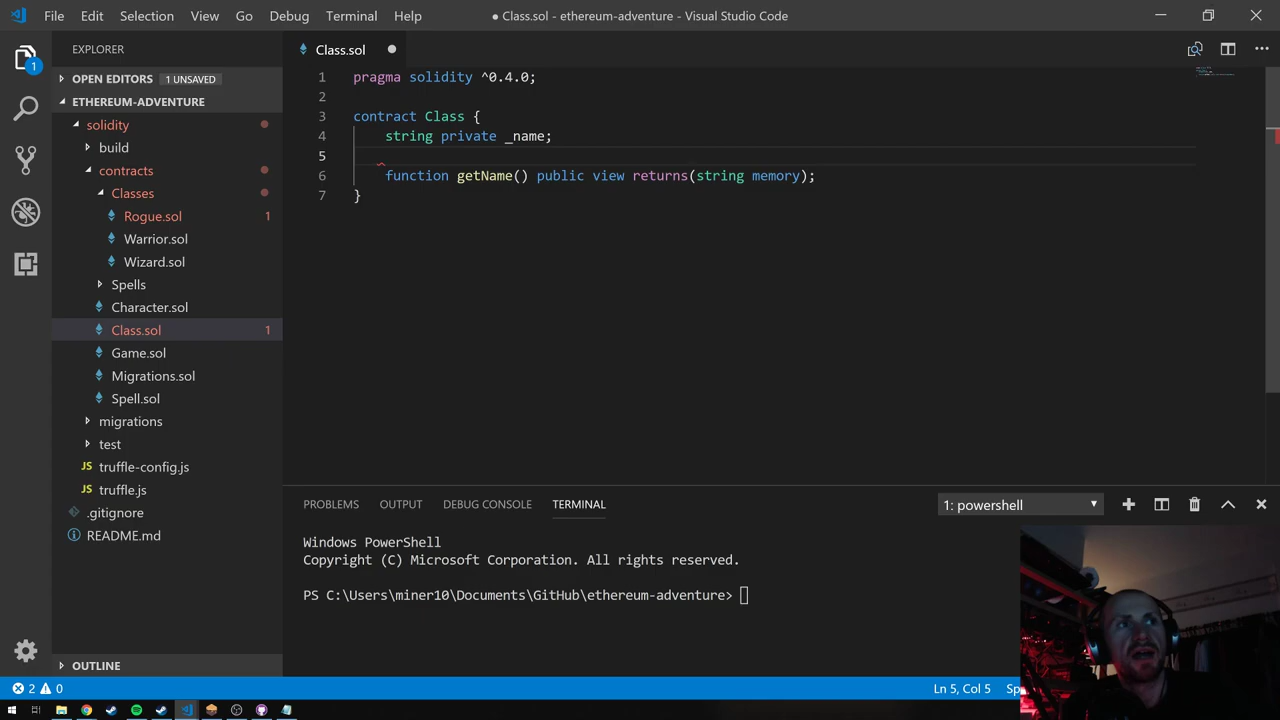 File Edit Selection View Go Debug Terminal Help
● Class.sol - ethereum-adventure - Visual Studio Code
EXPLORER
Class.sol
OPEN EDITORS 1 UNSAVED
ETHEREUM-ADVENTURE
solidity
build
contracts
Classes
Rogue.sol 1
Warrior.sol
Wizard.sol
Spells
Character.sol
Class.sol 1
Game.sol
Migrations.sol
Spell.sol
migrations
test
JS truffle-config.js
JS truffle.js
.gitignore
README.md
OUTLINE
1
1 pragma solidity ^0.4.0;
2
3 contract Class {
4 string private _name;
5
6 function getName() public view returns(string memory);
7 }
PROBLEMS OUTPUT DEBUG CONSOLE TERMINAL
1: powershell
Windows PowerShell
Copyright (C) Microsoft Corporation. All rights reserved.
PS C:\Users\miner10\Documents\GitHub\ethereum-adventure>
2 0
Ln 5, Col 5